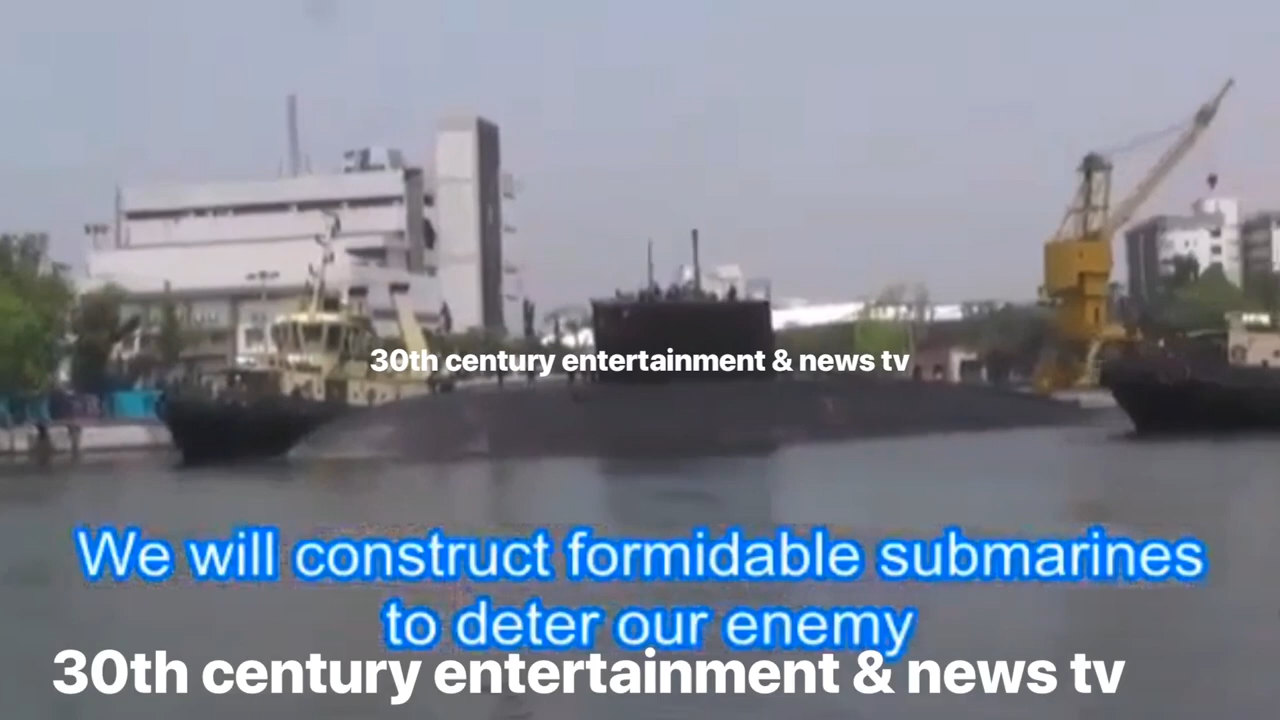 30th century entertainment & news tv
We will construct formidable submarines
to deter our enemy
30th century entertainment & news tv